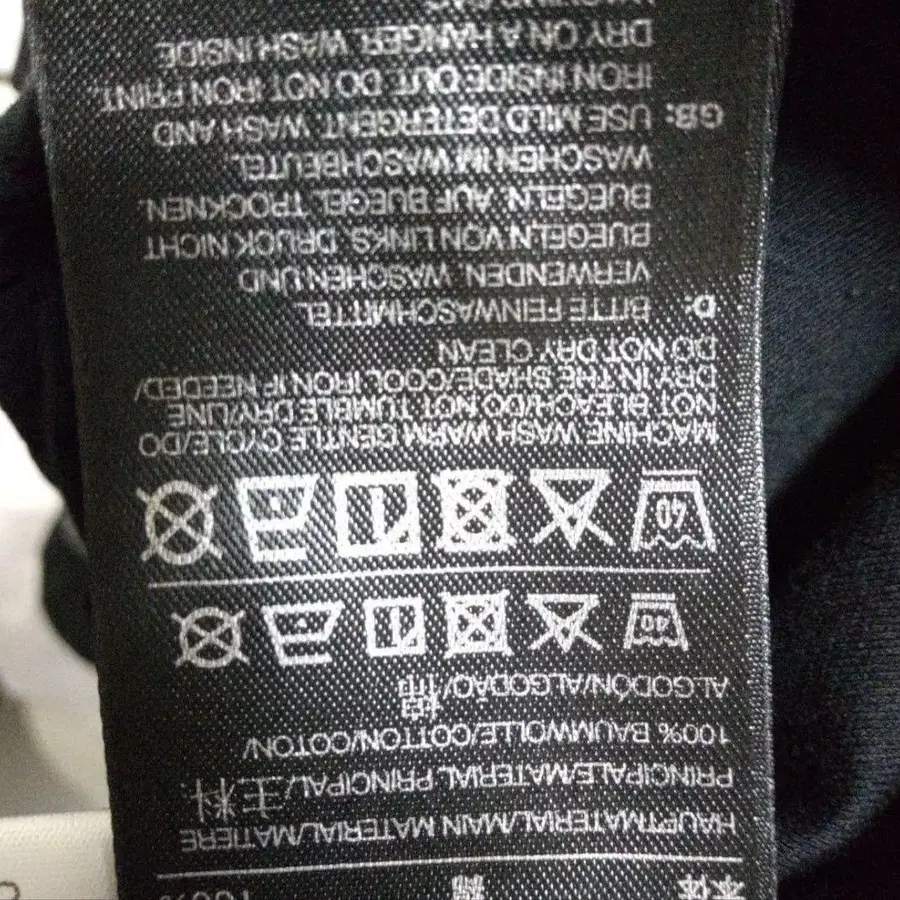 本体 綿 100%
HAUPTMATERIAL/MAIN MATERIAL/MATIERE
PRINCIPALE/MATERIAL PRINCIPAL/主料:
100% BAUMWOLLE/COTTON/COTON/
ALGODÓN/ALGODÃO/棉
40
40
MACHINE WASH WARM GENTLE CYCLE/DO
NOT BLEACH/DO NOT TUMBLE DRY/LINE
DRY IN THE SHADE/COOL IRON IF NEEDED/
DO NOT DRY CLEAN
D: BITTE FEINWASCHMITTEL
VERWENDEN. WASCHEN UND
BUEGELN VON LINKS. DRUCK NICHT
BUEGELN. AUF BUEGEL TROCKNEN.
WASCHEN IM WASCHBEUTEL
GB: USE MILD DETERGENT. WASH AND
IRON INSIDE OUT. DO NOT IRON PRINT.
DRY ON A HANGER. WASH INSIDE